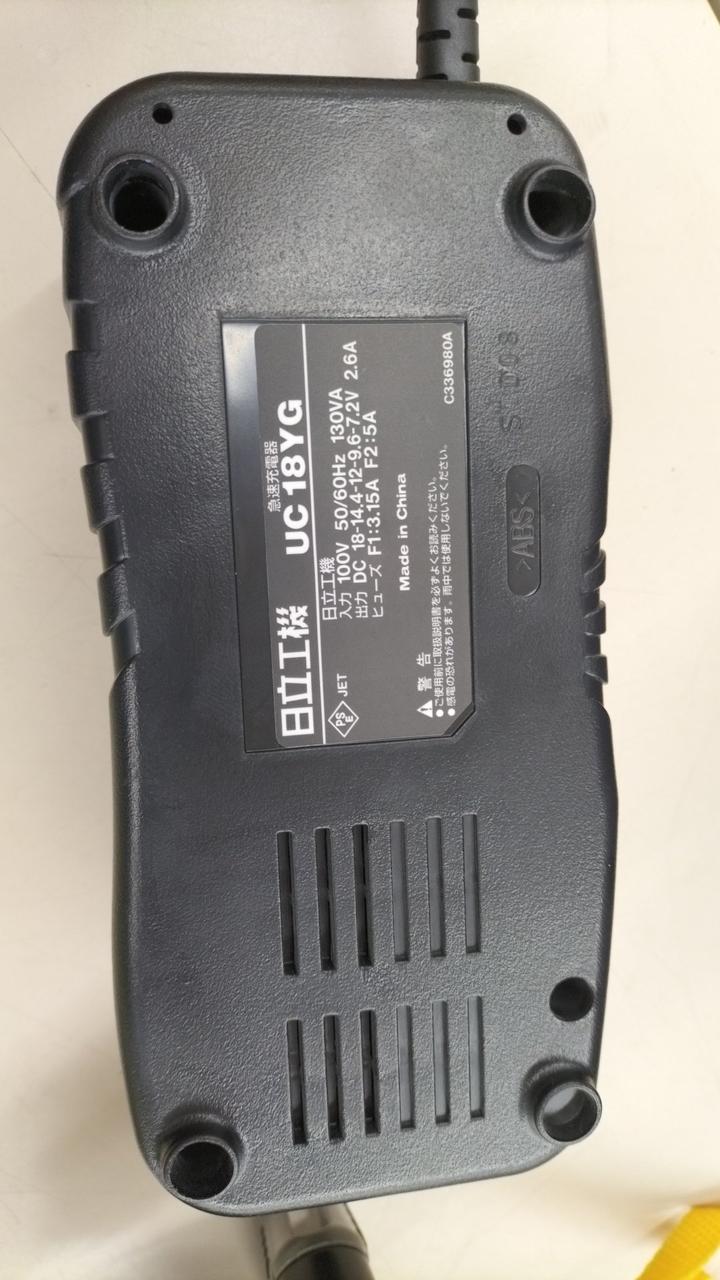 急速充電器
日立工機 UC 18YG
日立工機
入力 100V 50/60Hz 130VA
出力 DC 18-14.4-12-9.6-7.2V 2.6A
ヒューズ F1:3.15A F2:5A
PS
E
JET
Made in China
警告
●ご使用前に取扱説明書を必ずよくお読みください。
●感電の恐れがあります。雨中では使用しないでください。
C336980A
>ABS<